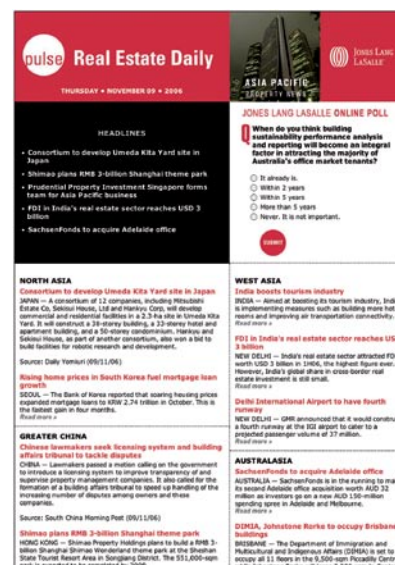 pulse Real Estate Daily
THURSDAY • NOVEMBER 09 • 2006
ASIA PACIFIC
PROPERTY NEWS
JONES LANG
LASALLE
HEADLINES
• Consortium to develop Umeda Kita Yard site in
Japan
• Shimao plans RMB 3-billion Shanghai theme park
• Prudential Property Investment Singapore forms
team for Asia Pacific business
• FDI in India's real estate sector reaches USD 3
billion
• SachsenFonds to acquire Adelaide office
JONES LANG LASALLE ONLINE POLL
Q When do you think building
sustainability performance analysis
and reporting will become an integral
factor in attracting the majority of
Australia's office market tenants?
It already is.
Within 2 years
Within 5 years
More than 5 years
Never. It is not important.
SUBMIT
NORTH ASIA
Consortium to develop Umeda Kita Yard site in Japan
JAPAN — A consortium of 12 companies, including Mitsubishi
Estate Co, Sekisui House, Ltd and Hankyu Corp, will develop
commercial and residential facilities in a 2.3-ha site in Umeda Kita
Yard. It will construct a 38-storey building, a 33-storey hotel and
apartment building, and a 50-storey condominium. Hankyu and
Sekisui House, as part of another consortium, also won a bid to
build facilities for robotic research and development.
Source: Daily Yomiuri (09/11/06)
Rising home prices in South Korea fuel mortgage loan
growth
SEOUL — The Bank of Korea reported that soaring housing prices
expanded mortgage loans to KRW 2.74 trillion in October. This is
the fastest gain in four months.
Read more »
GREATER CHINA
Chinese lawmakers seek licensing system and building
affairs tribunal to tackle disputes
CHINA — Lawmakers passed a motion calling on the government
to introduce a licensing system to improve transparency of and
supervise property management companies. It also called for the
formation of a building affairs tribunal to speed up handling of the
increasing number of disputes among owners and these
companies.
Source: South China Morning Post (09/11/06)
Shimao plans RMB 3-billion Shanghai theme park
HONG KONG — Shimao Property Holdings plans to build a RMB 3-
billion Shanghai Shimao Wonderland theme park at the Sheshan
State Tourist Resort Area in Songjiang District. The 551,000-sqm
park is expected to be completed by 2008.
WEST ASIA
India boosts tourism industry
INDIA — Aimed at boosting its tourism industry, Indi
is implementing measures such as building more hot
rooms and improving air transportation connectivity.
Read more »
FDI in India's real estate sector reaches US
3 billion
NEW DELHI — India's real estate sector attracted FD
worth USD 3 billion in 1H06, the highest figure ever.
However, India's global share in cross-border real
estate investment is still small.
Read more »
Delhi International Airport to have fourth
runway
NEW DELHI — GMR announced that it would constru
a fourth runway at the IGI airport to cater to a
projected passenger volume of 37 million.
Read more »
AUSTRALASIA
SachsenFonds to acquire Adelaide office
AUSTRALIA — SachsenFonds is in the running to ma
its second Adelaide office acquisition worth AUD 32
million as investors go on a new AUD 150-million
spending spree in Adelaide and Melbourne.
Read more »
DIMIA, Johnstone Rorke to occupy Brisbane
buildings
BRISBANE — The Department of Immigration and
Multicultural and Indigenous Affairs (DIMIA) is set to
occupy all 11 floors in the 9,500-sqm Piccadilly Cent